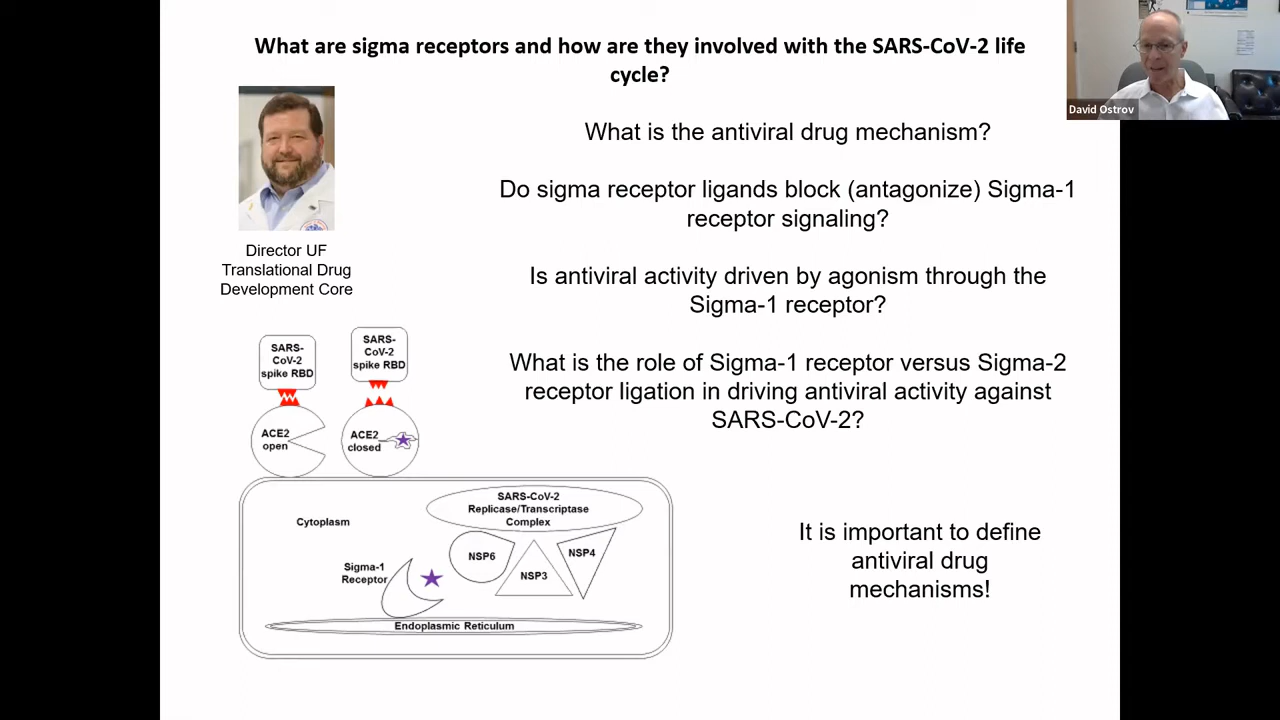 What are sigma receptors and how are they involved with the SARS-CoV-2 life
cycle?
David Ostrov
What is the antiviral drug mechanism?
Do sigma receptor ligands block (antagonize) Sigma-1
receptor signaling?
Director UF
Translational Drug
Development Core
Is antiviral activity driven by agonism through the
Sigma-1 receptor?
What is the role of Sigma-1 receptor versus Sigma-2
receptor ligation in driving antiviral activity against
SARS-CoV-2?
SARS-
CoV-2
spike RBD
SARS-
CoV-2
spike RBD
ACE2
open
ACE2
closed
Cytoplasm
SARS-CoV-2
Replicase/Transcriptase
Complex
NSP6
NSP3
NSP4
Sigma-1
Receptor
Endoplasmic Reticulum
It is important to define
antiviral drug
mechanisms!